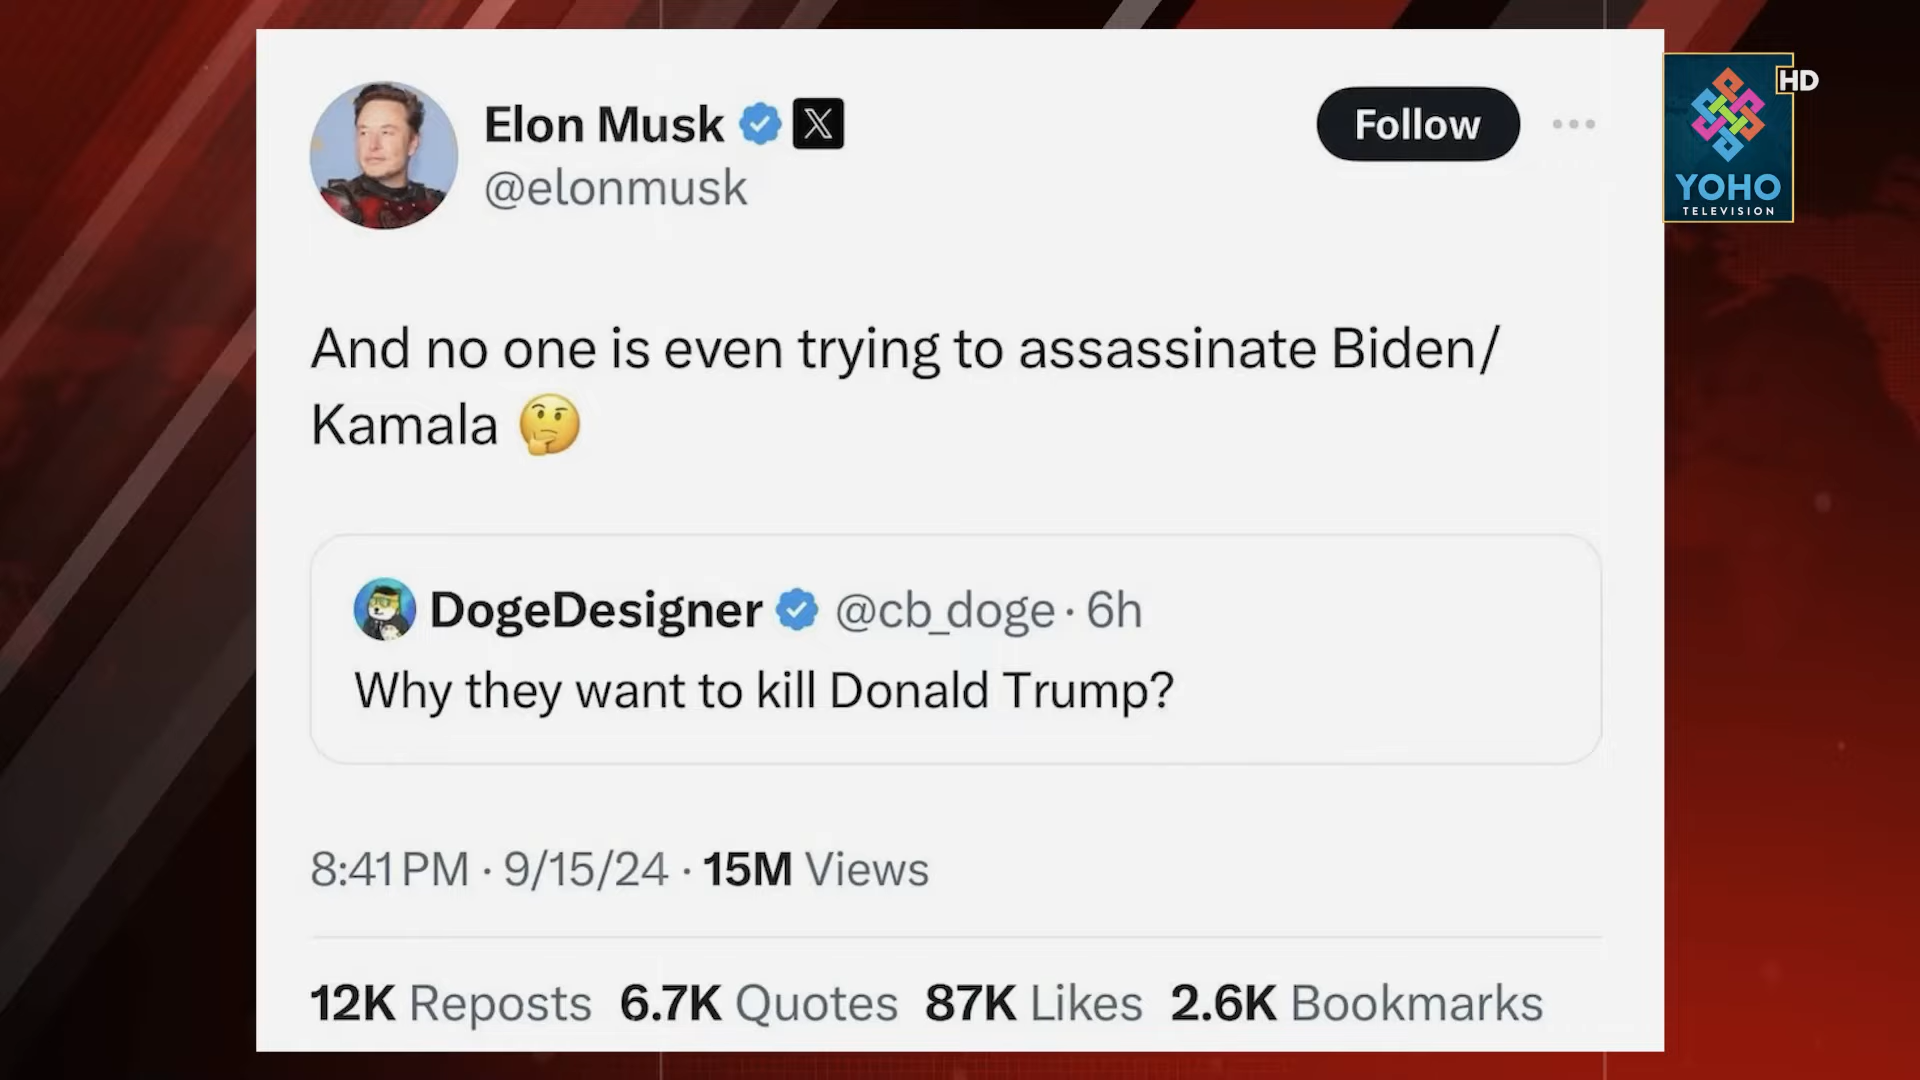 Elon Musk
@elonmusk
Follow
HD
YOHO
TELEVISION
And no one is even trying to assassinate Biden/
Kamala 🤔
DogeDesigner @cb_doge · 6h
Why they want to kill Donald Trump?
8:41 PM · 9/15/24 · 15M Views
12K Reposts 6.7K Quotes 87K Likes 2.6K Bookmarks